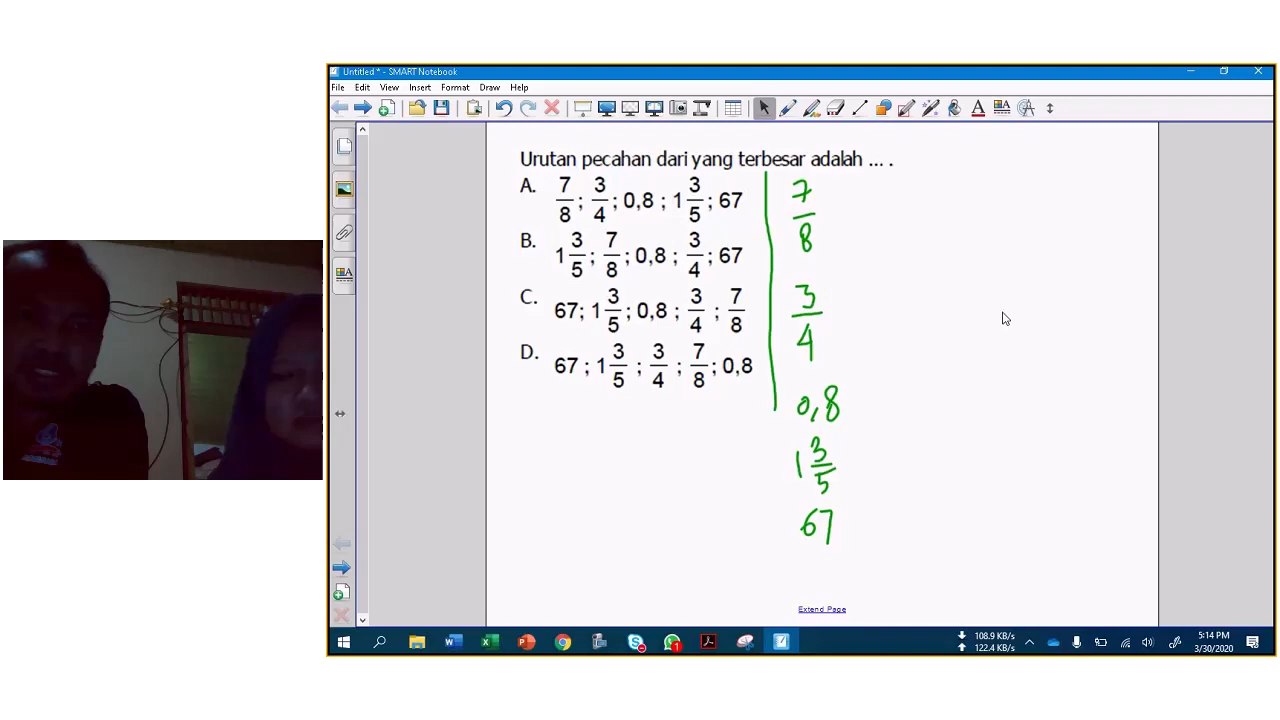 Untitled * - SMART Notebook
File Edit View Insert Format Draw Help
Urutan pecahan dari yang terbesar adalah ... .
A. 7/8 ; 3/4 ; 0,8 ; 1 3/5 ; 67
B. 1 3/5 ; 7/8 ; 0,8 ; 3/4 ; 67
C. 67; 1 3/5 ; 0,8 ; 3/4 ; 7/8
D. 67 ; 1 3/5 ; 3/4 ; 7/8 ; 0,8
7/8
3/4
0,8
1 3/5
67
Extend Page
108.9 KB/s
122.4 KB/s
5:14 PM
3/30/2020
1